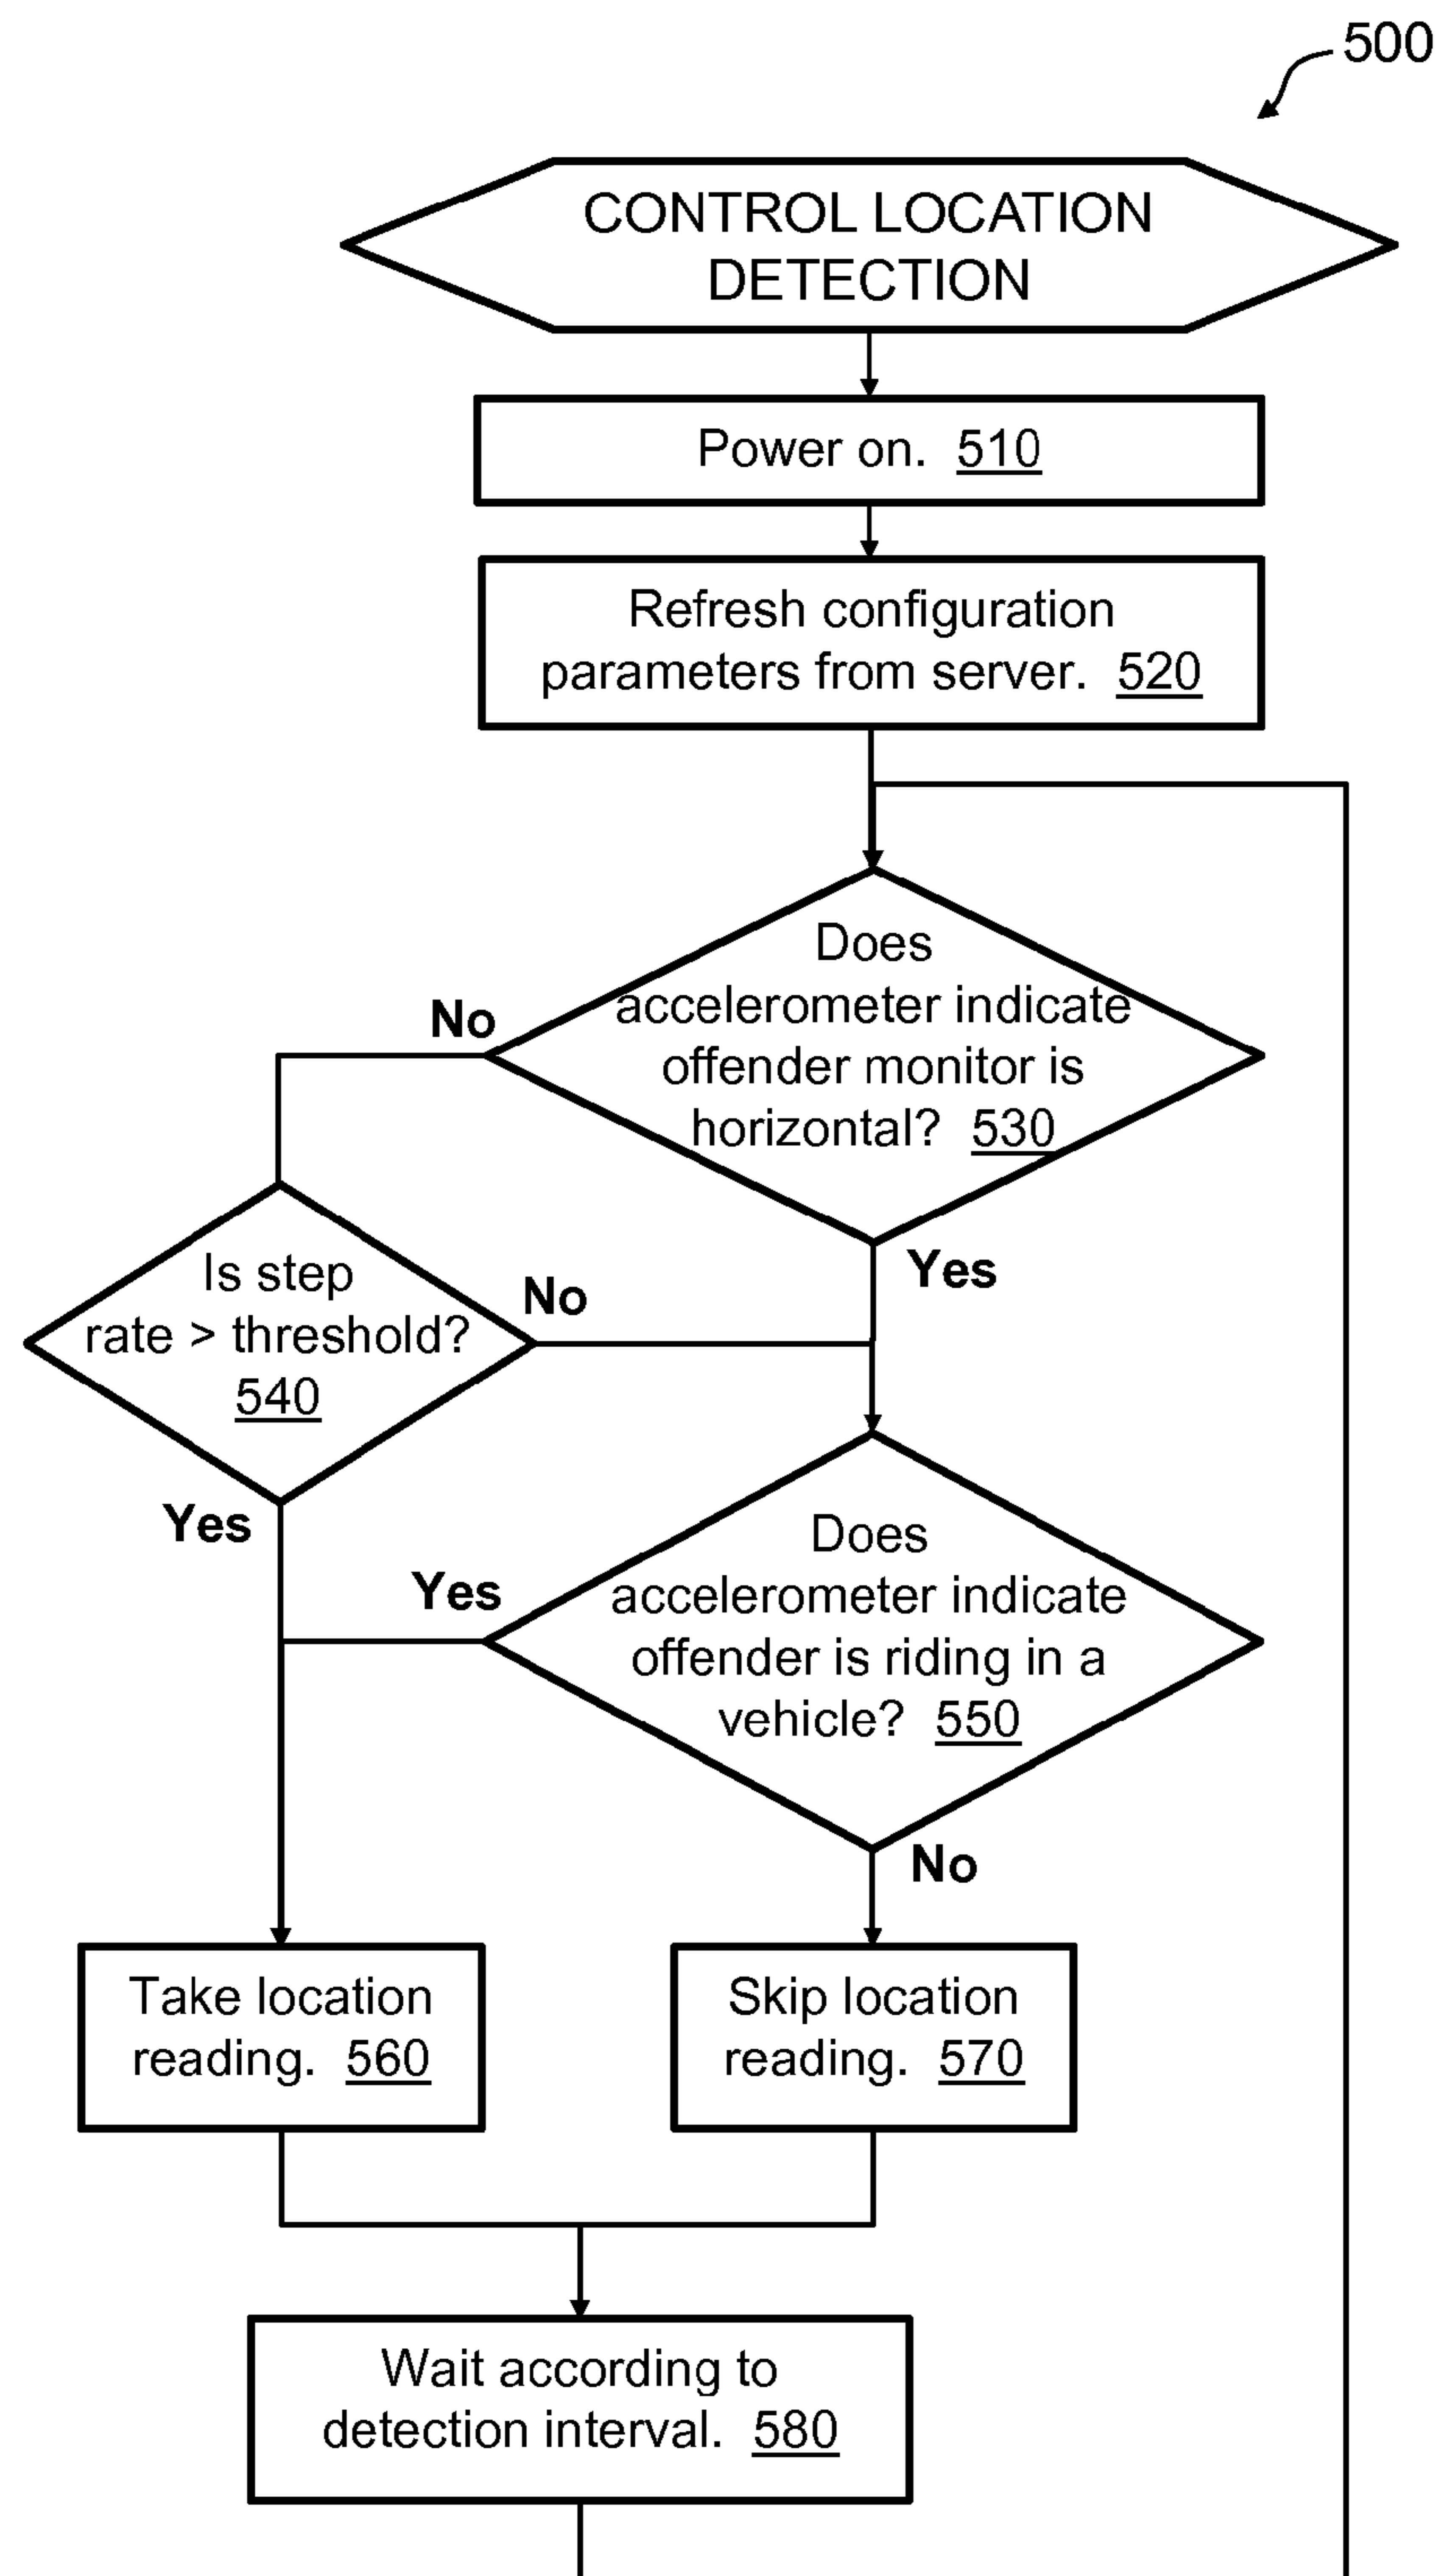 500
CONTROL LOCATION
DETECTION
Power on. 510
Refresh configuration
parameters from server. 520
Does
accelerometer indicate
offender monitor is
horizontal? 530
No
Yes
Is step
rate > threshold?
540
No
Yes
Does
accelerometer indicate
offender is riding in a
vehicle? 550
Yes
No
Take location
reading. 560
Skip location
reading. 570
Wait according to
detection interval. 580